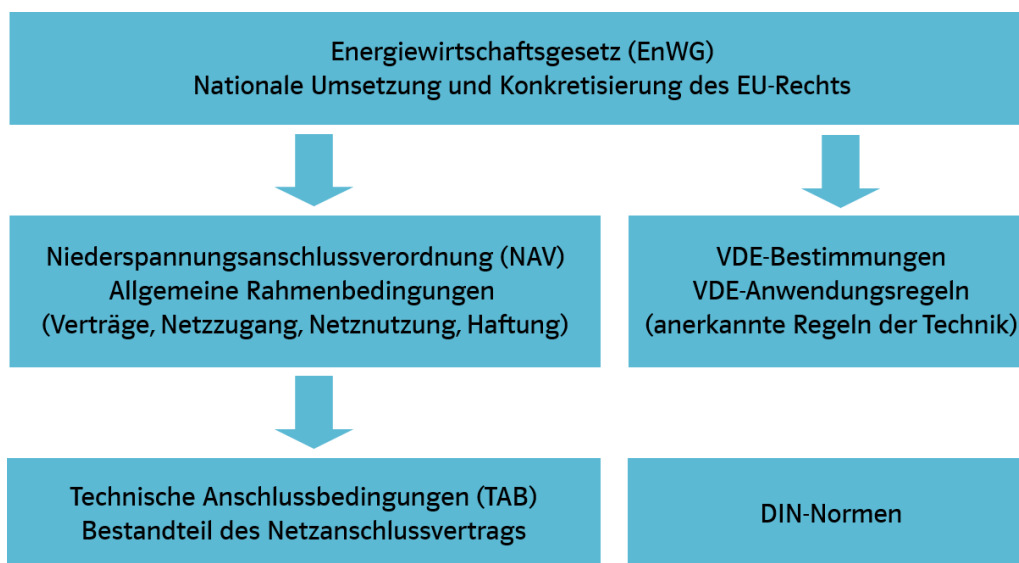 Energiewirtschaftsgesetz (EnWG)
Nationale Umsetzung und Konkretisierung des EU-Rechts
Niederspannungsanschlussverordnung (NAV)
Allgemeine Rahmenbedingungen
(Verträge, Netzzugang, Netznutzung, Haftung)
VDE-Bestimmungen
VDE-Anwendungsregeln
(anerkannte Regeln der Technik)
Technische Anschlussbedingungen (TAB)
Bestandteil des Netzanschlussvertrags
DIN-Normen